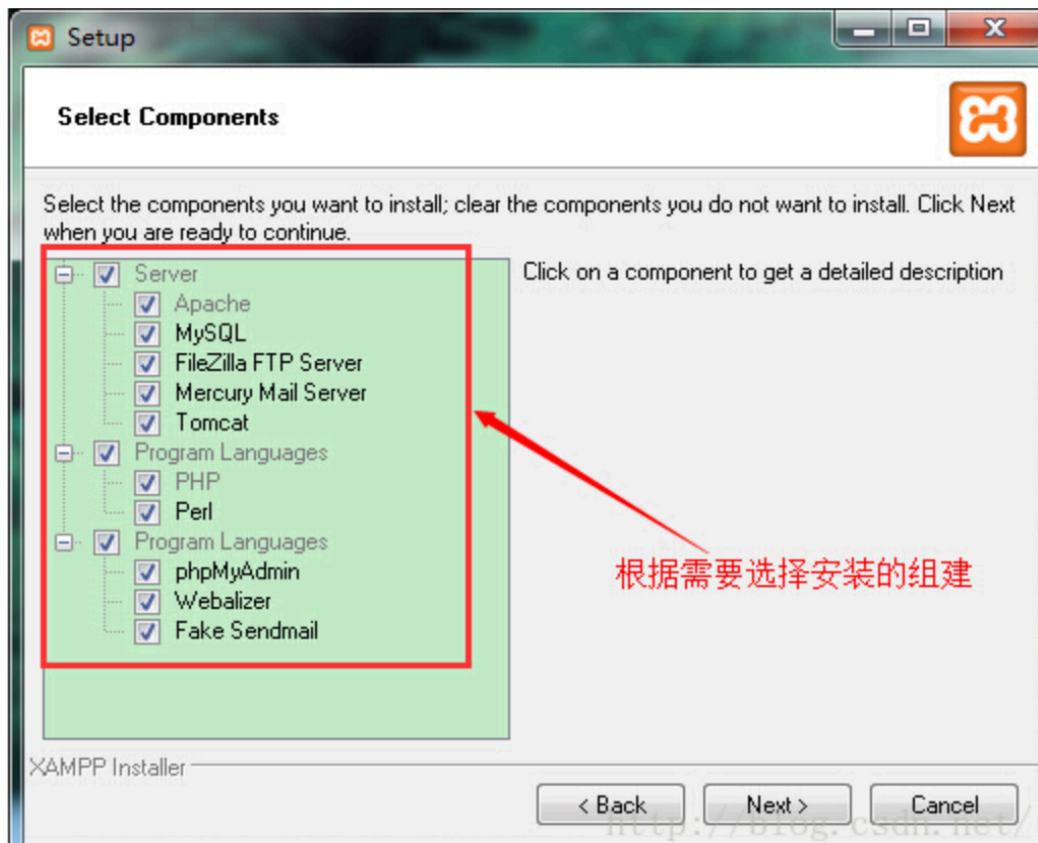 Setup
Select Components
Select the components you want to install; clear the components you do not want to install. Click Next
when you are ready to continue.
Server
Click on a component to get a detailed description
Apache
MySQL
FileZilla FTP Server
Mercury Mail Server
Tomcat
Program Languages
PHP
Perl
Program Languages
phpMyAdmin
根据需要选择安装的组建
Webalizer
Fake Sendmail
XAMPP Installer
< Back
Next >
Cancel
http://blog.csdn.net/